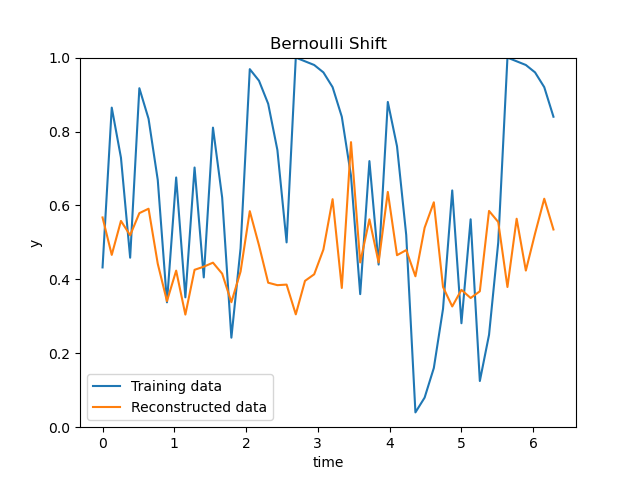 Bernoulli Shift
1.0
0.8
0.6
0.4
0.2
0.0
y
Training data
Reconstructed data
0 1 2 3 4 5 6
time